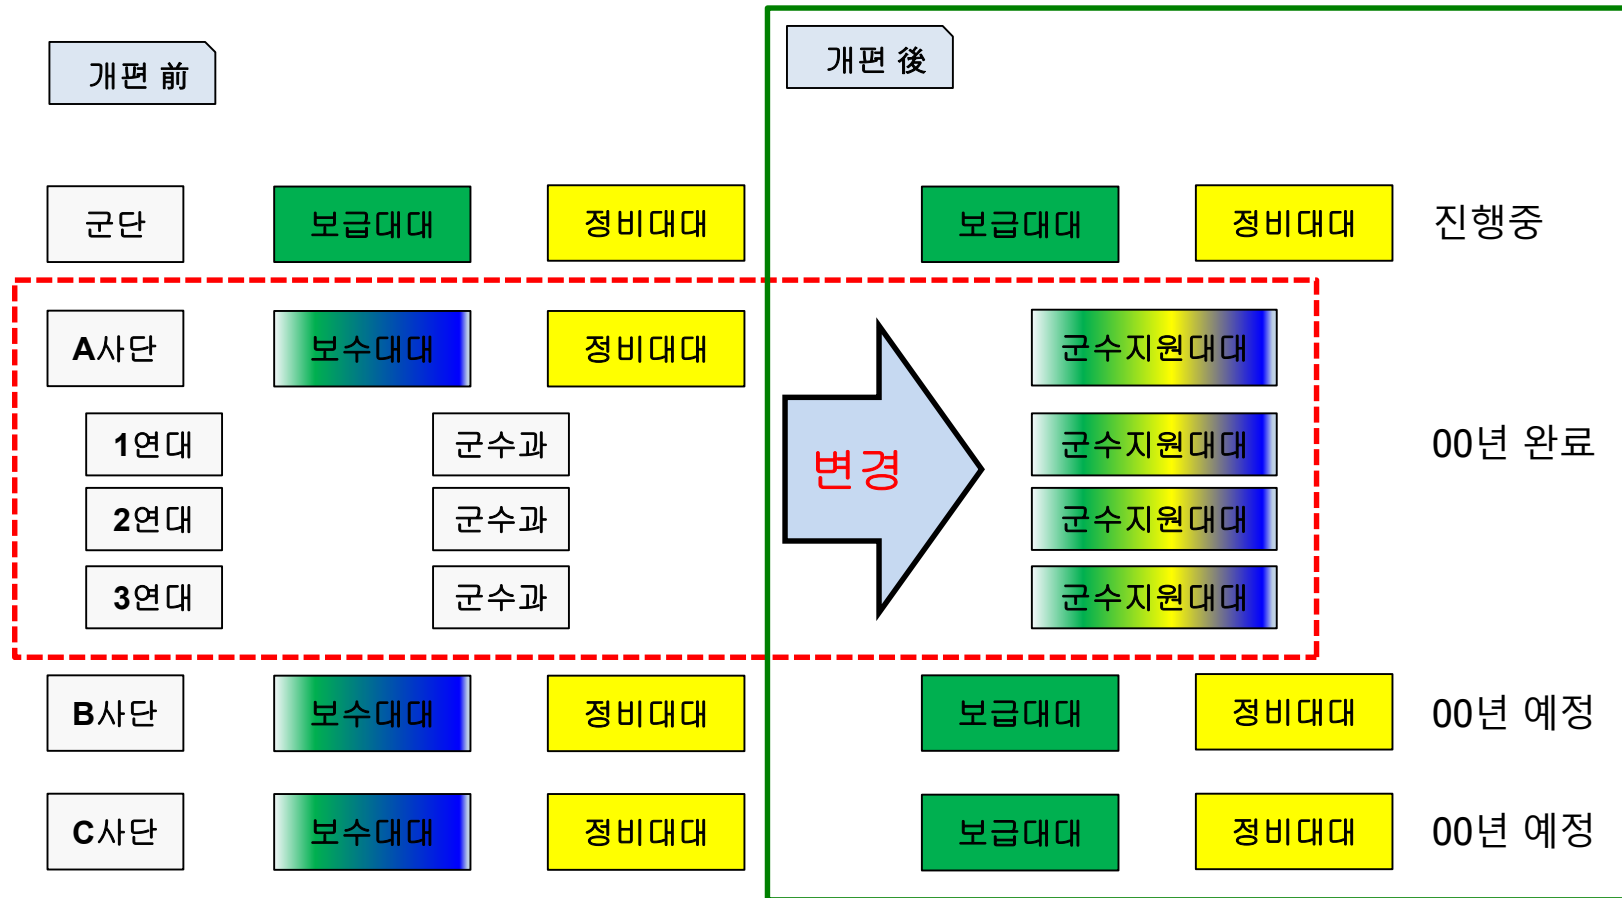 개편 前
개편 後
군단
보급대대
정비대대
보급대대
정비대대
진행중
A사단
보수대대
정비대대
군수지원대대
1연대
군수과
변경
군수지원대대
00년 완료
2연대
군수과
군수지원대대
3연대
군수과
군수지원대대
B사단
보수대대
정비대대
보급대대
정비대대
00년 예정
C사단
보수대대
정비대대
보급대대
정비대대
00년 예정